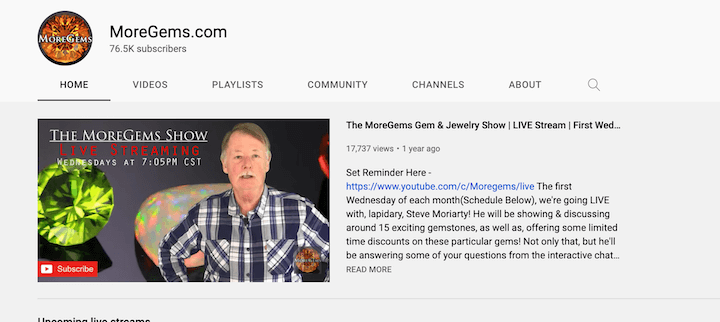 MOREGEMS
MoreGems.com
76.5K subscribers
HOME VIDEOS PLAYLISTS COMMUNITY CHANNELS ABOUT
THE MOREGEMS SHOW
LIVE STREAMING
WEDNESDAYS AT 7:05PM CST
MOREGEMS
Subscribe
The MoreGems Gem & Jewelry Show | LIVE Stream | First Wed...
17,737 views • 1 year ago
Set Reminder Here -
https://www.youtube.com/c/Moregems/live The first
Wednesday of each month(Schedule Below), we're going LIVE
with, lapidary, Steve Moriarty! He will be showing & discussing
around 15 exciting gemstones, as well as, offering some limited
time discounts on these particular gems! Not only that, but he'll
be answering some of your questions from the interactive chat...
READ MORE
Upcoming live streams